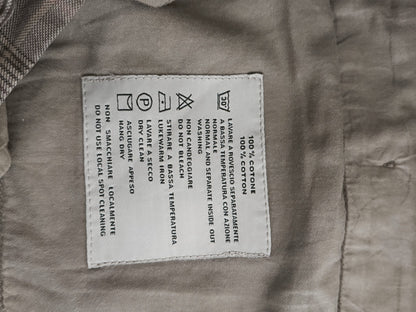 100 % COTONE
100 % COTTON
30°
LAVARE A ROVESCIO SEPARATAMENTE
A BASSA TEMPERATURA CON AZIONE
NORMALE
NORMAL AND SEPARATE INSIDE OUT
WASHING
NON CANDEGGIARE
DO NOT BLEACH
STIRARE A BASSA TEMPERATURA
LUKEWARM IRON
P
LAVARE A SECCO
DRY CLEAN
ASCIUGARE APPESO
HANG DRY
NON SMACCHIARE LOCALMENTE
DO NOT USE LOCAL SPOT CLEANING